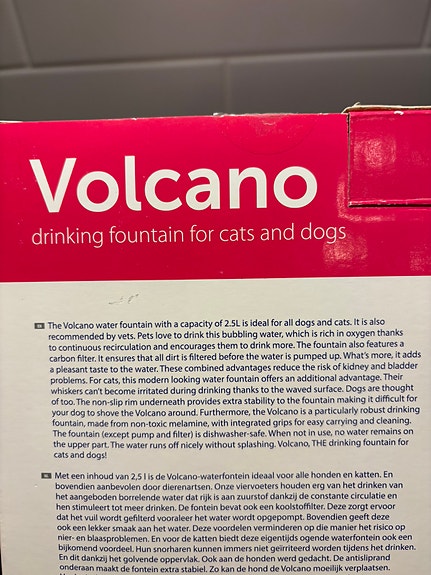 Volcano
drinking fountain for cats and dogs
The Volcano water fountain with a capacity of 2.5L is ideal for all dogs and cats. It is also
recommended by vets. Pets love to drink this bubbling water, which is rich in oxygen thanks
to continuous recirculation and encourages them to drink more. The fountain also features a
carbon filter. It ensures that all dirt is filtered before the water is pumped up. What's more, it adds
a pleasant taste to the water. These combined advantages reduce the risk of kidney and bladder
problems. For cats, this modern looking water fountain offers an additional advantage. Their
whiskers can't become irritated during drinking thanks to the waved surface. Dogs are thought
of too. The non-slip rim underneath provides extra stability to the fountain making it difficult for
your dog to shove the Volcano around. Furthermore, the Volcano is a particularly robust drinking
fountain, made from non-toxic melamine, with integrated grips for easy carrying and cleaning.
The fountain (except pump and filter) is dishwasher-safe. When not in use, no water remains on
the upper part. The water runs off nicely without splashing. Volcano, THE drinking fountain for
cats and dogs!
Met een inhoud van 2,5 l is de Volcano-waterfontein ideaal voor alle honden en katten. En
bovendien aanbevolen door dierenartsen. Onze viervoeters houden erg van het drinken van
het aangeboden borrelende water dat rijk is aan zuurstof dankzij de constante circulatie en
hen stimuleert tot meer drinken. De fontein bevat ook een koolstoffilter. Deze zorgt ervoor
dat het vuil wordt gefilterd vooraleer het water wordt opgepompt. Bovendien geeft deze
ook een lekker smaak aan het water. Deze voordelen verminderen op die manier het risico op
nier- en blaasproblemen. En voor de katten biedt deze eigentijds ogende waterfontein ook een
bijkomend voordeel. Hun snorharen kunnen immers niet geïrriteerd worden tijdens het drinken.
En dit dankzij het golvende oppervlak. Ook aan de honden werd gedacht. De antisliprand
onderaan maakt de fontein extra stabiel. Zo kan de hond de Volcano moeilijk verplaatsen.